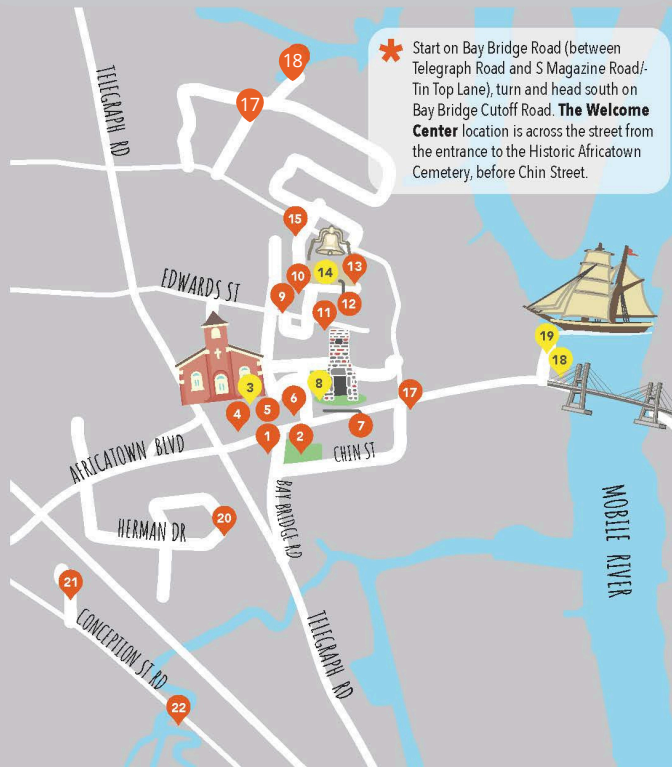 * Start on Bay Bridge Road (between
Telegraph Road and S Magazine Road/-
Tin Top Lane), turn and head south on
Bay Bridge Cutoff Road. The Welcome
Center location is across the street from
the entrance to the Historic Africatown
Cemetery, before Chin Street.
TELEGRAPH RD
18
17
15
14
13
EDWARDS ST
10
9
12
11
19
18
3
8
17
6
5
4
7
1
2
CHIN ST
AFRICATOWN BLVD
BAY BRIDGE RD
MOBILE RIVER
20
HERMAN DR
21
CONCEPTION ST RD
TELEGRAPH RD
22